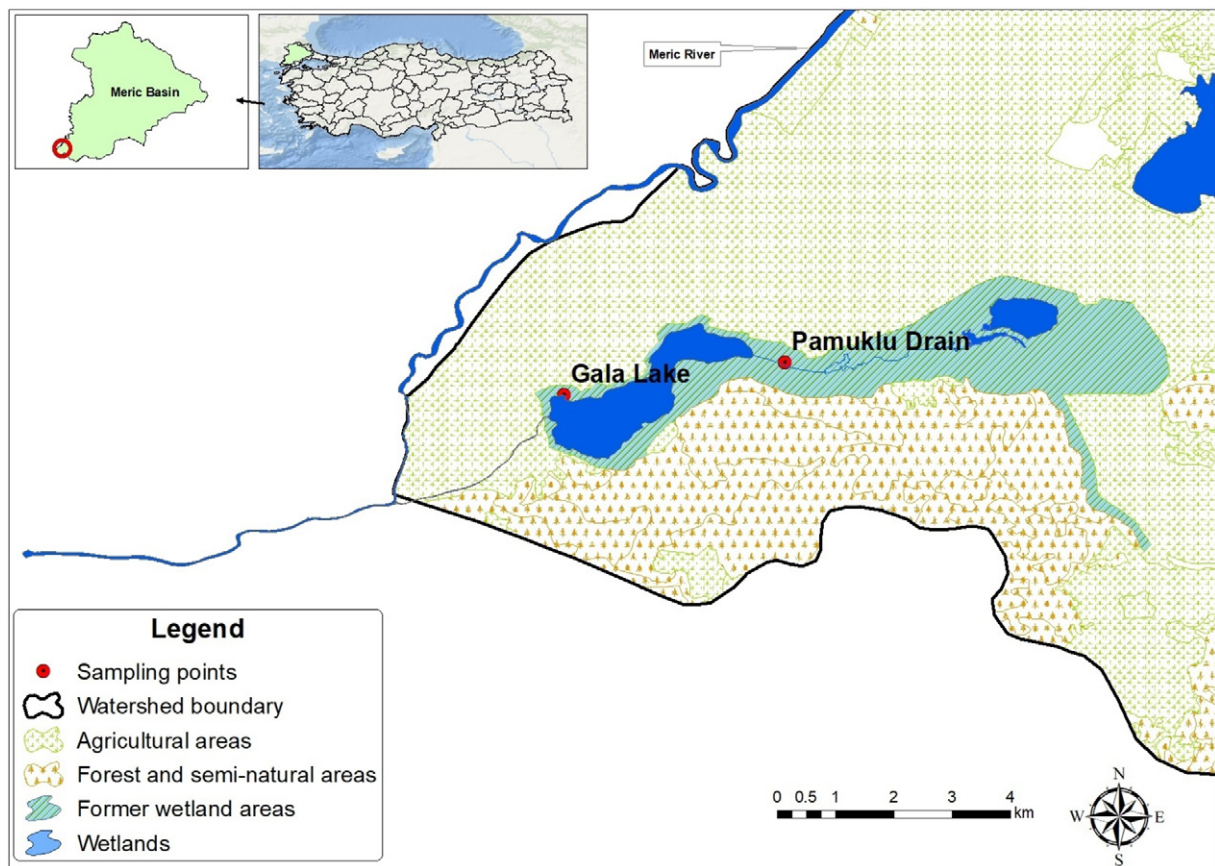 Meric Basin
Meric River
Pamuklu Drain
Gala Lake
Legend
Sampling points
Watershed boundary
Agricultural areas
Forest and semi-natural areas
Former wetland areas
Wetlands
0 0.5 1 2 3 4
km
N
W E
S